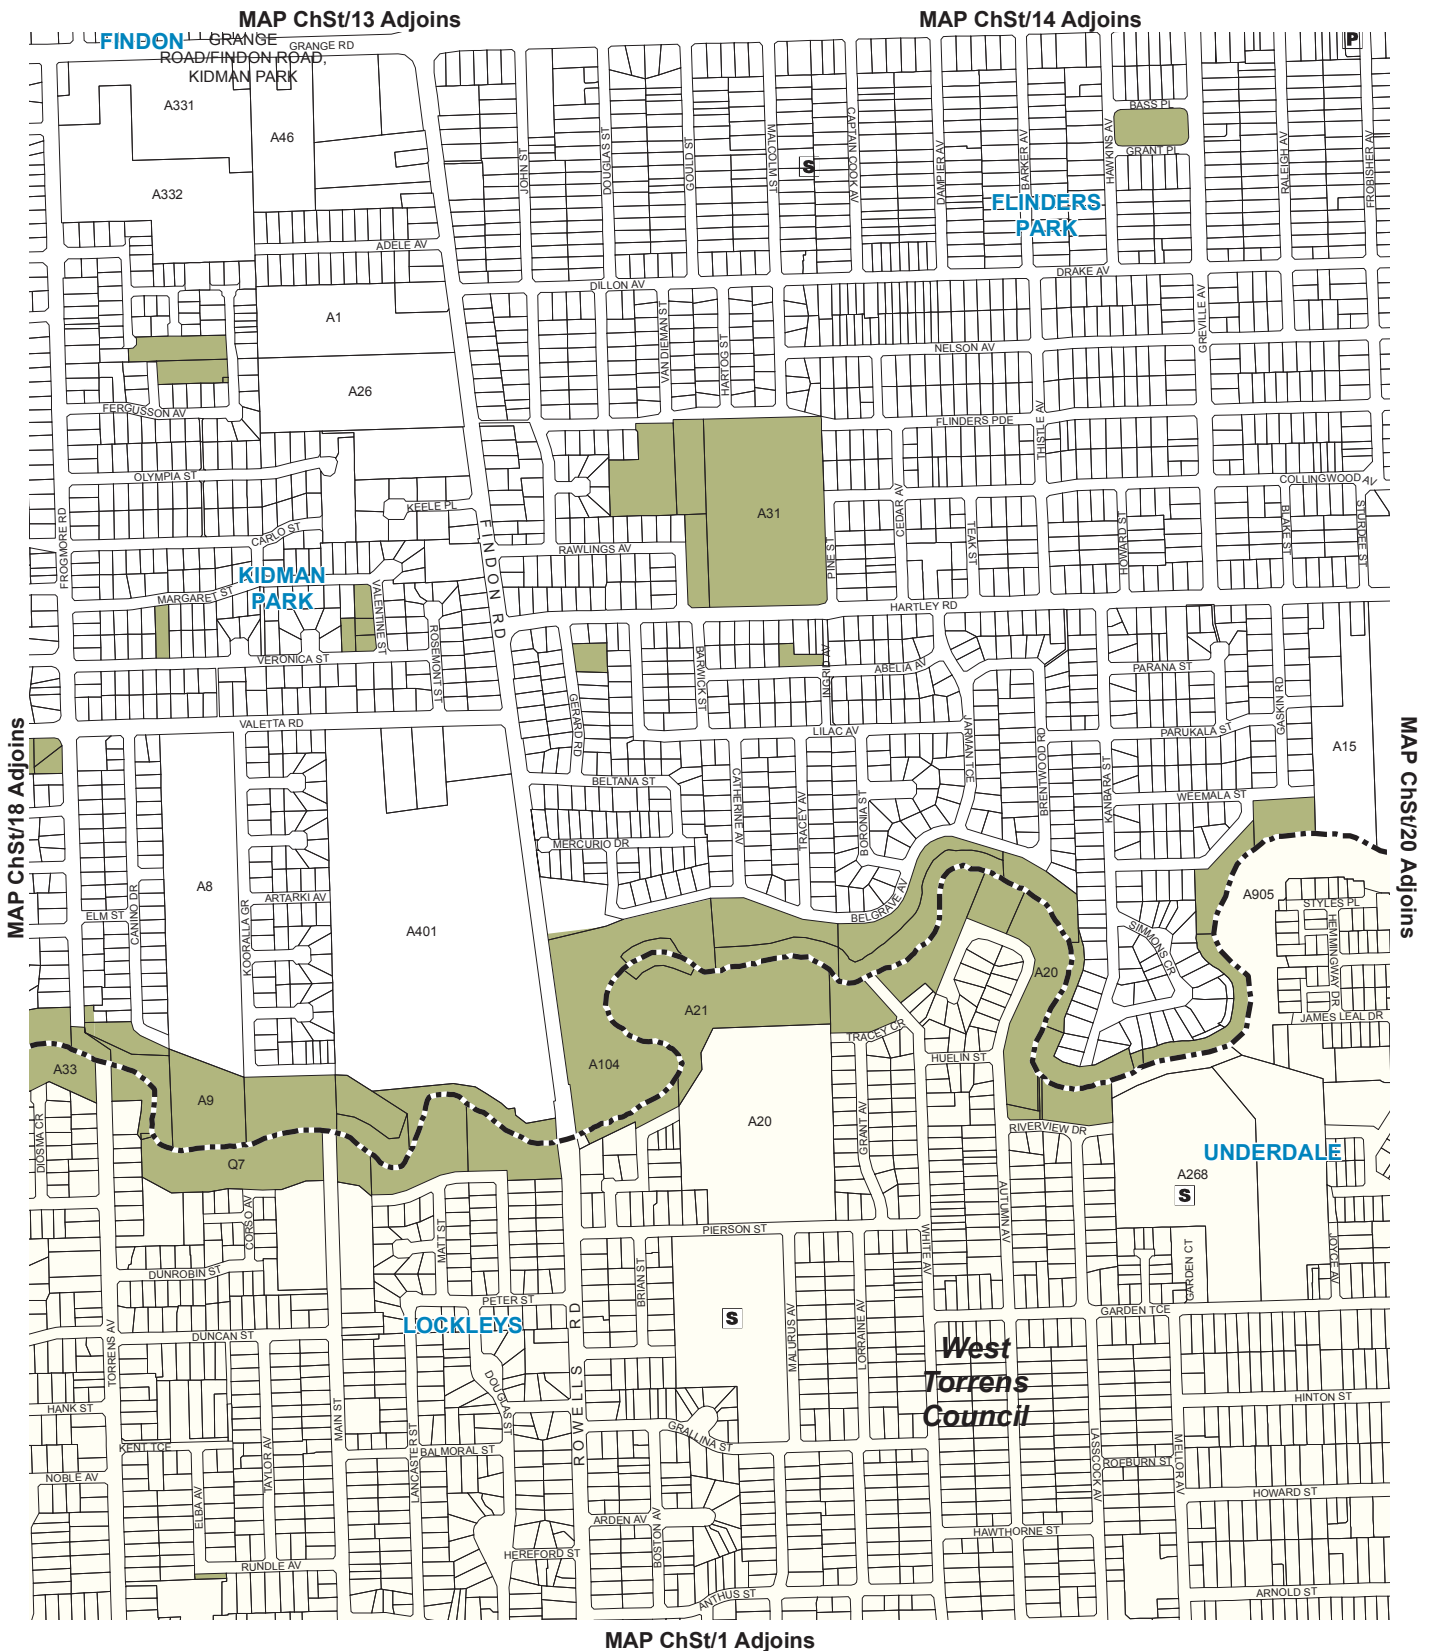 MAP ChSt/13 Adjoins
MAP ChSt/14 Adjoins
FINDON
GRANGE
ROAD/FINDON ROAD,
KIDMAN PARK
GRANGE RD
P
A331
A46
A332
BASS PL
GRANT PL
JOHN ST
DOUGLAS ST
GOULD ST
MALCOLM ST
S
CAPTAIN COOK AV
DAMPIER AV
BARKER AV
HAWKINS AV
RALEIGH AV
FROBISHER AV
FLINDERS
PARK
ADELE AV
DILLON AV
DRAKE AV
A1
VAN DIEMAN ST
HARTOG ST
NELSON AV
GREVILLE AV
A26
FERGUSSON AV
FLINDERS PDE
THISTLE AV
OLYMPIA ST
COLLINGWOOD AV
KEELE PL
FROGMORE RD
CARLO ST
A31
CEDAR AV
TEAK ST
HOWARD ST
BLAKE ST
STURDEE ST
FINDON RD
RAWLINGS AV
PINE ST
KIDMAN
PARK
MARGARET ST
VALENTINE ST
ROSEMONT ST
HARTLEY RD
VERONICA ST
BARWICK ST
INGRID AV
ABELIA AV
PARANA ST
GERARD RD
GASKIN RD
VALETTA RD
LILAC AV
JARMAN TCE
BRENTWOOD RD
PARUKALA ST
A15
MAP ChSt/18 Adjoins
MAP ChSt/20 Adjoins
BELTANA ST
CATHERINE AV
TRACEY AV
BORONIA ST
KANBARA ST
WEEMALA ST
MERCURIO DR
A8
ARTARKI AV
ELM ST
CANINO DR
KOORALLA GR
A401
BELGRAVE AV
A905
STYLES PL
HEMMINGWAY DR
SIMMONS CR
A20
A21
TRACEY CR
JAMES LEAL DR
A33
A104
HUELIN ST
A9
A20
DIOSMA CR
GRANT AV
RIVERVIEW DR
UNDERDALE
Q7
A268
S
CORSO AV
MATT ST
PIERSON ST
WHITE AV
AUTUMN AV
GARDEN CT
JOYCE AV
DUNROBIN ST
BRIAN ST
PETER ST
GARDEN TCE
S
LOCKLEYS
TORRENS AV
DUNCAN ST
MALURUS AV
LORRAINE AV
West
Torrens
Council
MAIN ST
DOUGLAS ST
ROWELLS RD
HINTON ST
HANK ST
GRALLINA ST
KENT TCE
BALMORAL ST
LANCASTER ST
TAYLOR AV
LASSCOCK AV
ROEBURN ST
MELLOR AV
NOBLE AV
ELBA AV
HOWARD ST
ARDEN AV
BOSTON AV
HAWTHORNE ST
HEREFORD ST
RUNDLE AV
ANTHUS ST
ARNOLD ST
MAP ChSt/1 Adjoins